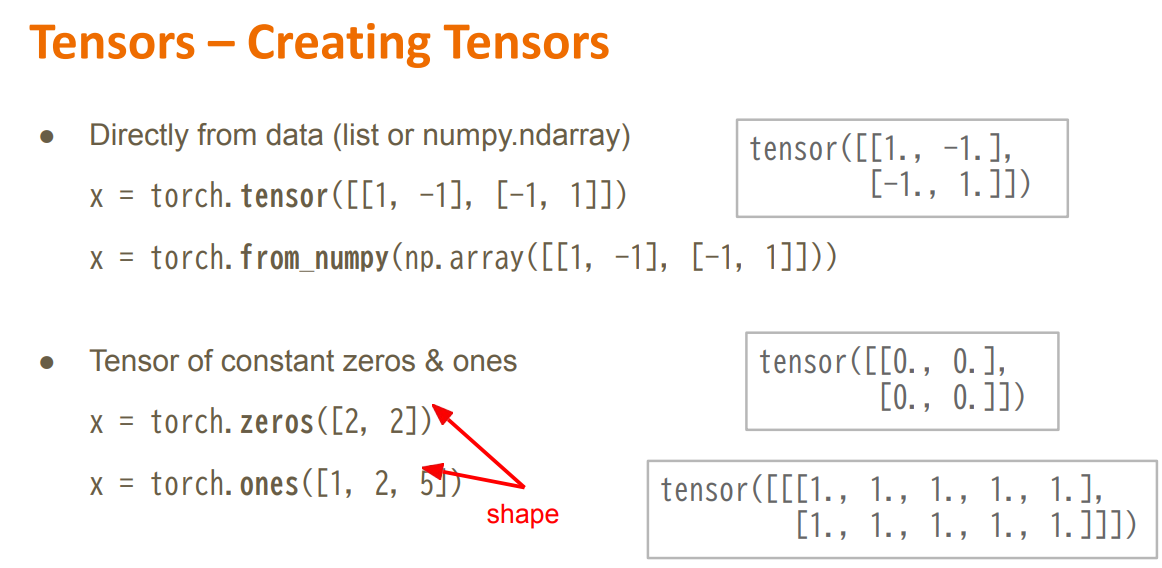 Tensors – Creating Tensors
● Directly from data (list or numpy.ndarray)
x = torch.tensor([[1, -1], [-1, 1]])
x = torch.from_numpy(np.array([[1, -1], [-1, 1]]))
tensor([[1., -1.],
[-1., 1.]])
● Tensor of constant zeros & ones
x = torch.zeros([2, 2])
x = torch.ones([1, 2, 5])
shape
tensor([[0., 0.],
[0., 0.]])
tensor([[[1., 1., 1., 1., 1.],
[1., 1., 1., 1., 1.]]])